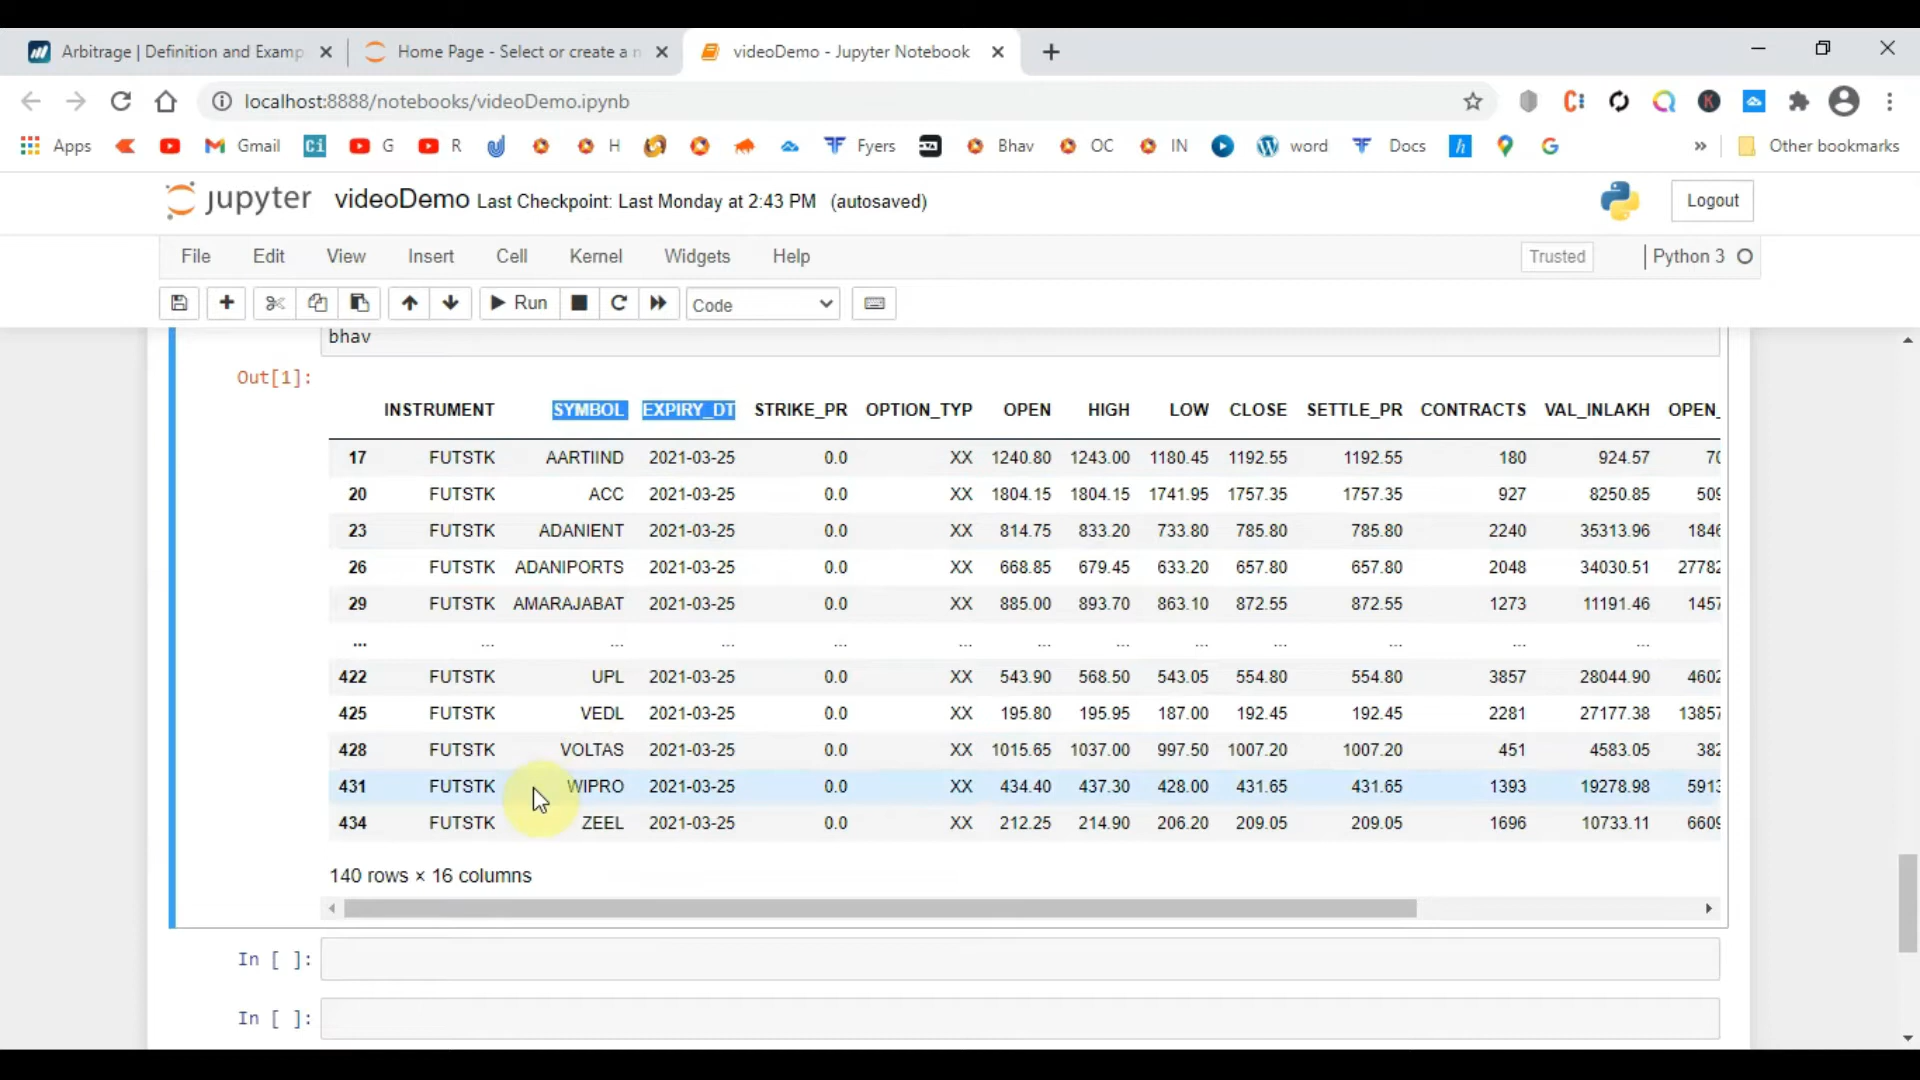 Arbitrage | Definition and Examp
Home Page - Select or create a n
videoDemo - Jupyter Notebook
localhost:8888/notebooks/videoDemo.ipynb
Apps Gmail G R H Fyers Bhav OC IN word Docs » Other bookmarks
jupyter videoDemo Last Checkpoint: Last Monday at 2:43 PM (autosaved) Logout
File Edit View Insert Cell Kernel Widgets Help Trusted Python 3
Run Code
bhav
Out[1]:
INSTRUMENT SYMBOL EXPIRY_DT STRIKE_PR OPTION_TYP OPEN HIGH LOW CLOSE SETTLE_PR CONTRACTS VAL_INLAKH OPEN_
17 FUTSTK AARTIIND 2021-03-25 0.0 XX 1240.80 1243.00 1180.45 1192.55 1192.55 180 924.57 70
20 FUTSTK ACC 2021-03-25 0.0 XX 1804.15 1804.15 1741.95 1757.35 1757.35 927 8250.85 509
23 FUTSTK ADANIENT 2021-03-25 0.0 XX 814.75 833.20 733.80 785.80 785.80 2240 35313.96 1846
26 FUTSTK ADANIPORTS 2021-03-25 0.0 XX 668.85 679.45 633.20 657.80 657.80 2048 34030.51 27782
29 FUTSTK AMARAJABAT 2021-03-25 0.0 XX 885.00 893.70 863.10 872.55 872.55 1273 11191.46 1457
... ... ... ... ... ... ... ... ... ... ... ... ...
422 FUTSTK UPL 2021-03-25 0.0 XX 543.90 568.50 543.05 554.80 554.80 3857 28044.90 4602
425 FUTSTK VEDL 2021-03-25 0.0 XX 195.80 195.95 187.00 192.45 192.45 2281 27177.38 13857
428 FUTSTK VOLTAS 2021-03-25 0.0 XX 1015.65 1037.00 997.50 1007.20 1007.20 451 4583.05 382
431 FUTSTK WIPRO 2021-03-25 0.0 XX 434.40 437.30 428.00 431.65 431.65 1393 19278.98 5913
434 FUTSTK ZEEL 2021-03-25 0.0 XX 212.25 214.90 206.20 209.05 209.05 1696 10733.11 6609
140 rows × 16 columns
In [ ]:
In [ ]: